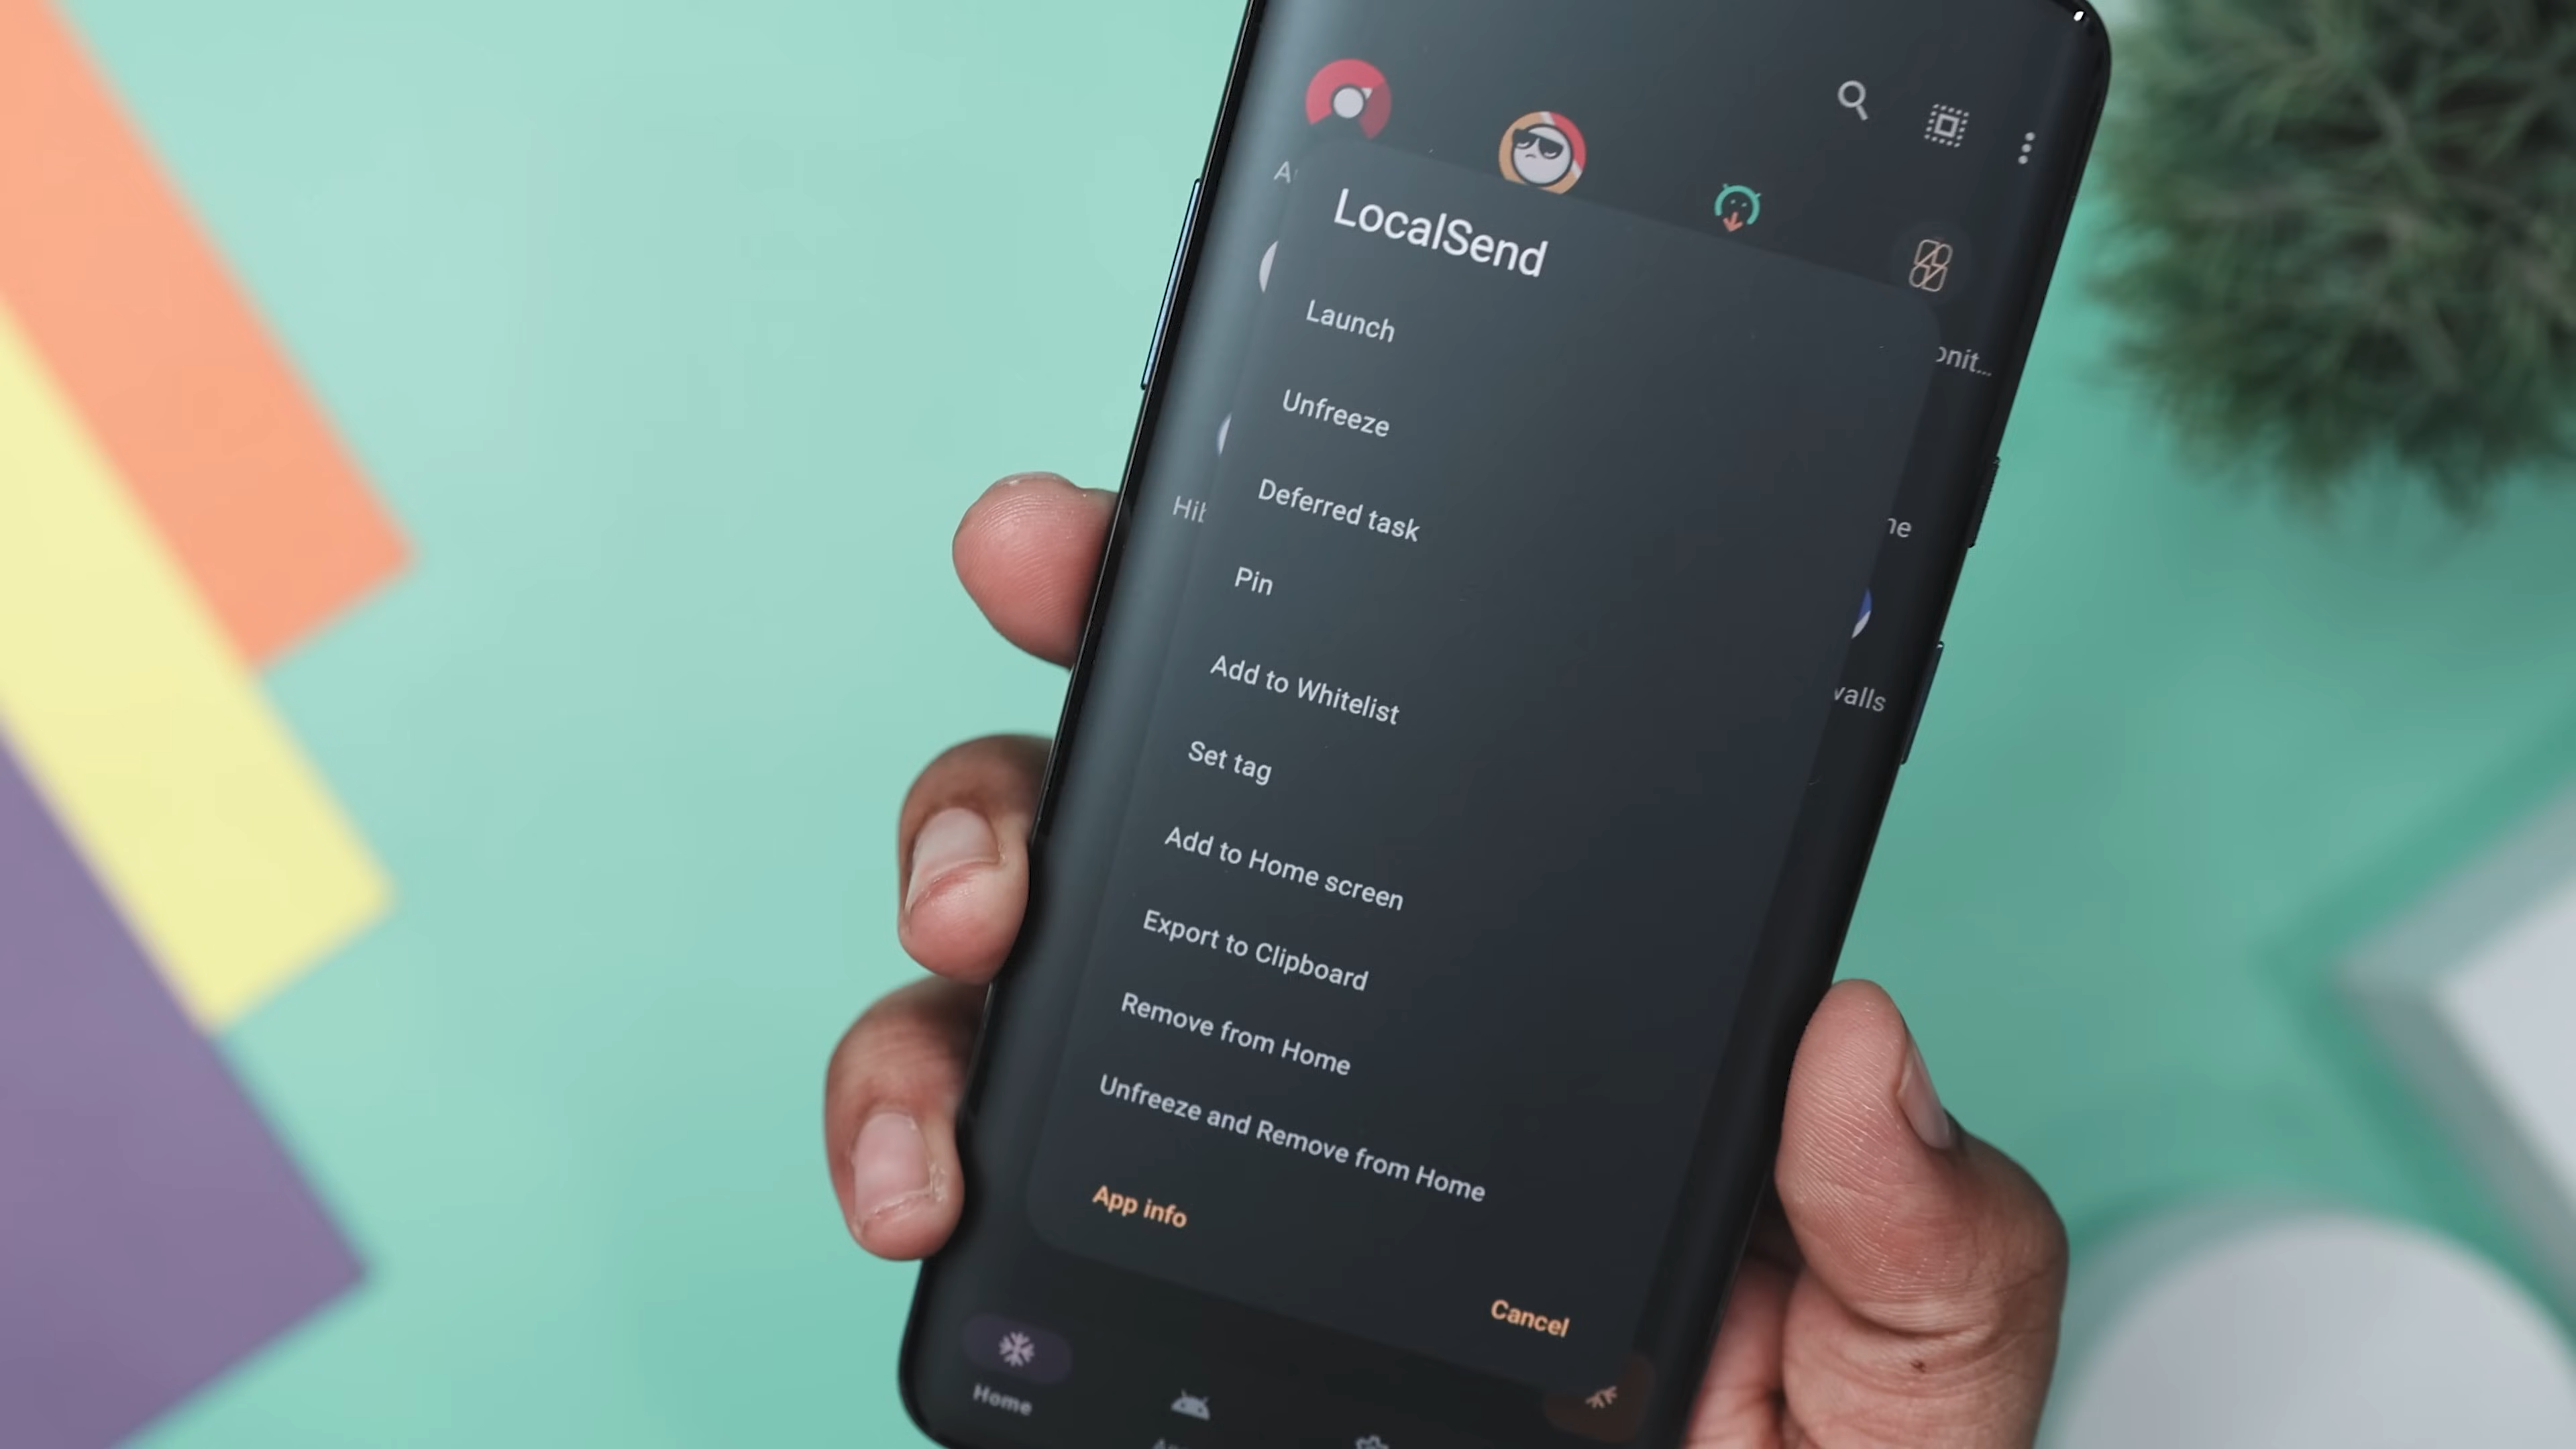 LocalSend
Launch
Unfreeze
Deferred task
Pin
Add to Whitelist
Set tag
Add to Home screen
Export to Clipboard
Remove from Home
Unfreeze and Remove from Home
App info
Cancel
Home